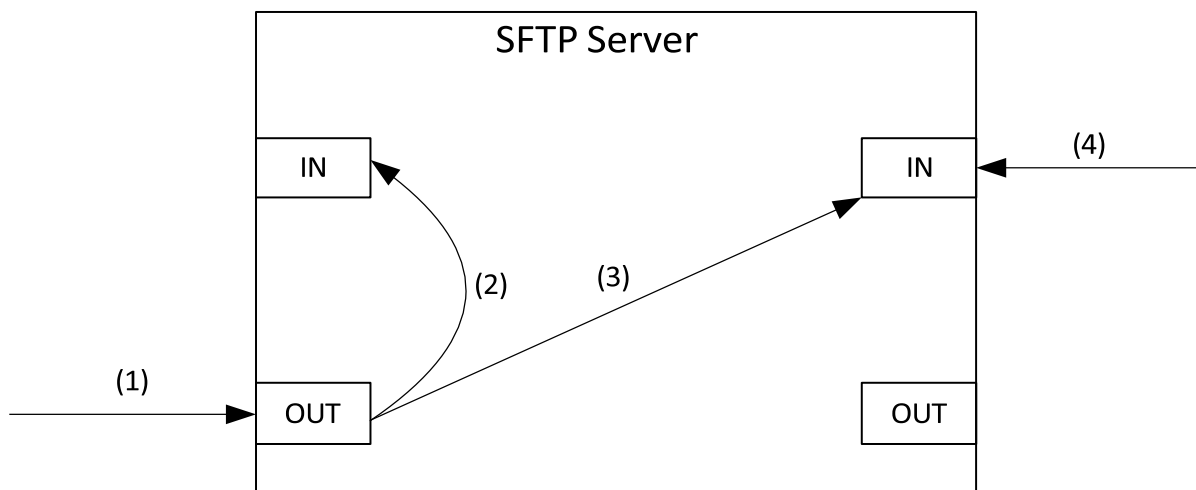 SFTP Server
IN
IN
(4)
(2)
(3)
(1)
OUT
OUT